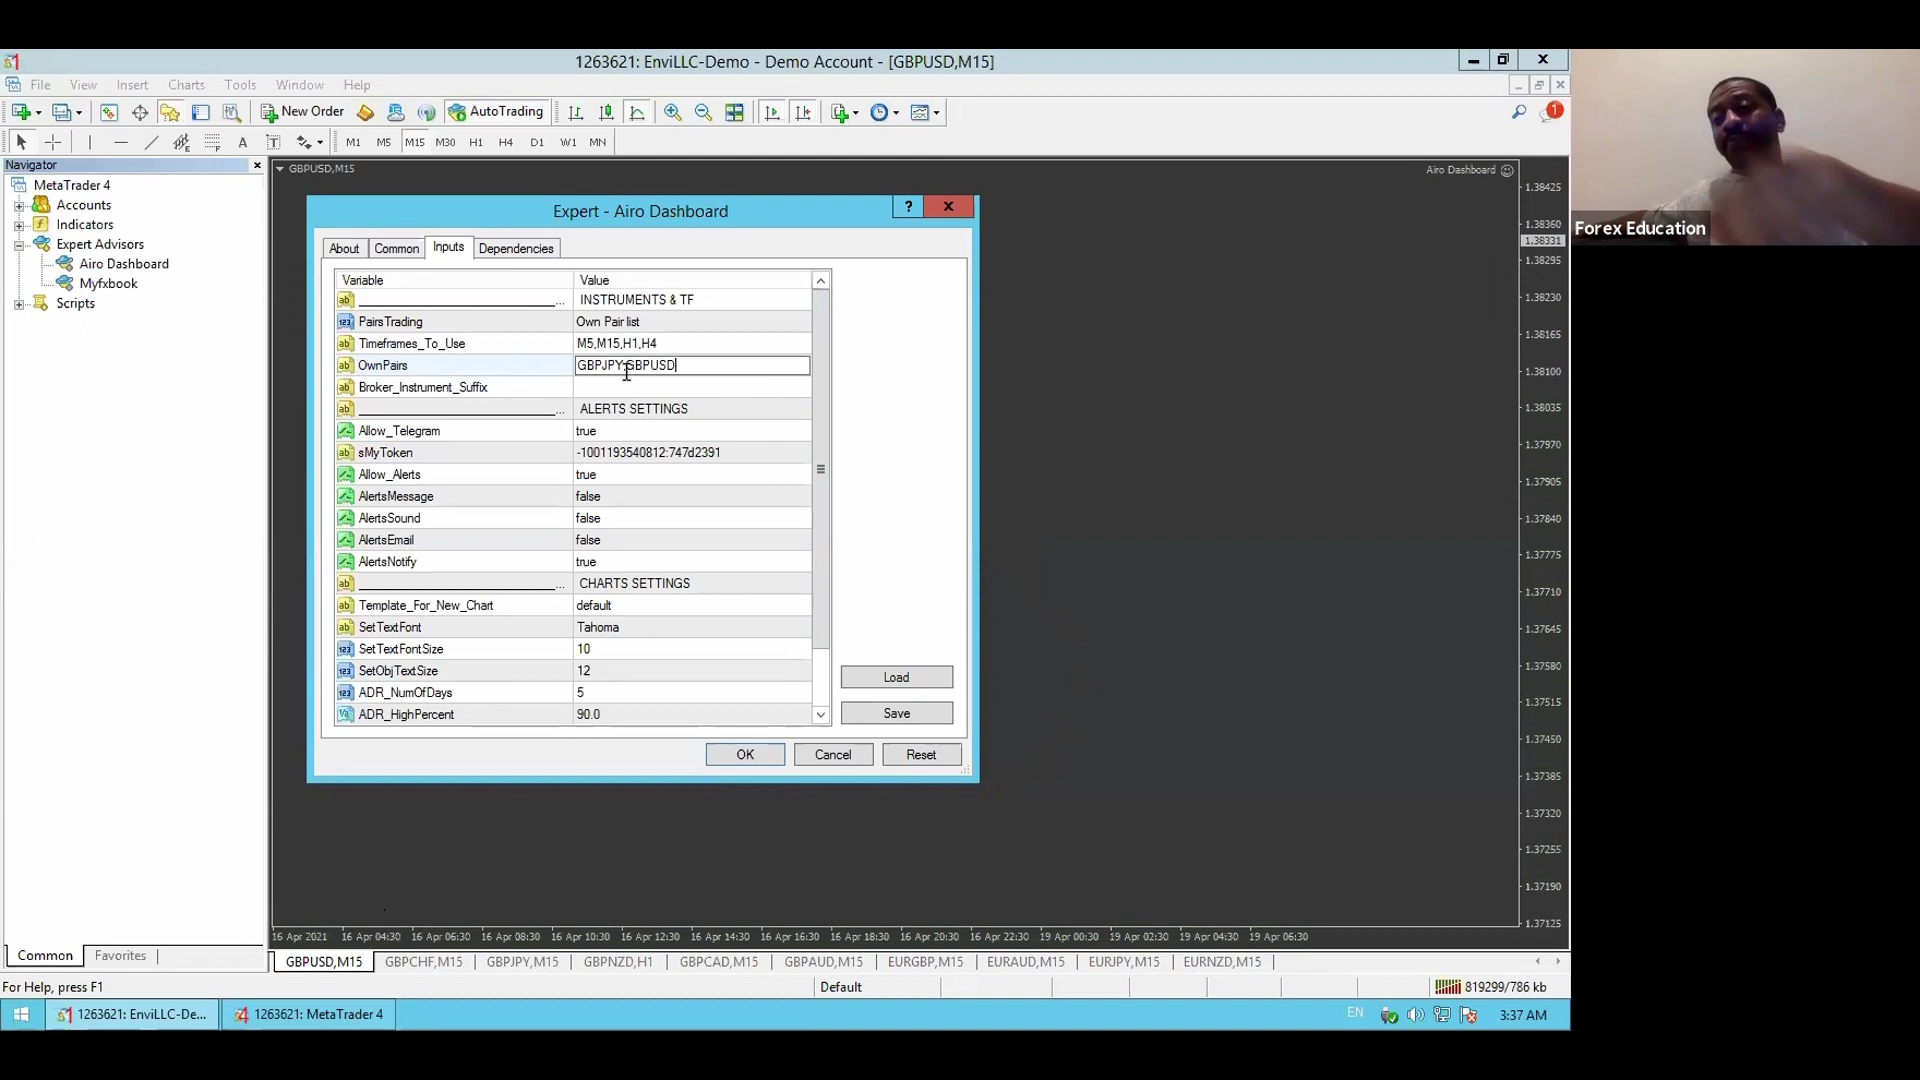 1263621: EnviLLC-Demo - Demo Account - [GBPUSD,M15]
File View Insert Charts Tools Window Help
New Order AutoTrading 1
A T M1 M5 M15 M30 H1 H4 D1 W1 MN
Navigator
MetaTrader 4
Accounts
Indicators
Expert Advisors
Airo Dashboard
Myfxbook
Scripts
Common Favorites
GBPUSD,M15
Airo Dashboard
Expert - Airo Dashboard
?
About Common Inputs Dependencies
Variable Value
INSTRUMENTS & TF
PairsTrading Own Pair list
Timeframes_To_Use M5,M15,H1,H4
OwnPairs GBPJPY,GBPUSD
Broker_Instrument_Suffix
ALERTS SETTINGS
Allow_Telegram true
sMyToken -1001193540812:747d2391
Allow_Alerts true
AlertsMessage false
AlertsSound false
AlertsEmail false
AlertsNotify true
CHARTS SETTINGS
Template_For_New_Chart default
SetTextFont Tahoma
SetTextFontSize 10
SetObjTextSize 12
ADR_NumOfDays 5
ADR_HighPercent 90.0
Load
Save
OK Cancel Reset
1.38425
1.38360
1.38331
1.38295
1.38230
1.38165
1.38100
1.38035
1.37970
1.37905
1.37840
1.37775
1.37710
1.37645
1.37580
1.37515
1.37450
1.37385
1.37320
1.37255
1.37190
1.37125
16 Apr 2021 16 Apr 04:30 16 Apr 06:30 16 Apr 08:30 16 Apr 10:30 16 Apr 12:30 16 Apr 14:30 16 Apr 16:30 16 Apr 18:30 16 Apr 20:30 16 Apr 22:30 19 Apr 00:30 19 Apr 02:30 19 Apr 04:30 19 Apr 06:30
GBPUSD,M15 GBPCHF,M15 GBPJPY,M15 GBPNZD,H1 GBPCAD,M15 GBPAUD,M15 EURGBP,M15 EURAUD,M15 EURJPY,M15 EURNZD,M15
For Help, press F1 Default 819299/786 kb
1263621: EnviLLC-De... 1263621: MetaTrader 4 EN 3:37 AM
Forex Education